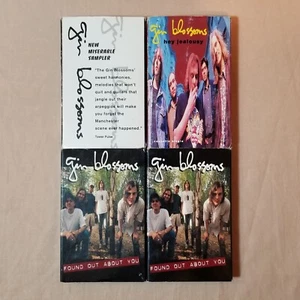 gin blossoms
NEW
MISERABLE
SAMPLER
"The Gin Blossoms'
sweet harmonies,
melodies that won't
quit and guitars that
jangle out their
wazegiile will make
you forget the
Manchester
scene ever happened."
gin blossoms
hey jealousy
gin blossoms
FOUND OUT ABOUT YOU
gin blossoms
FOUND OUT ABOUT YOU